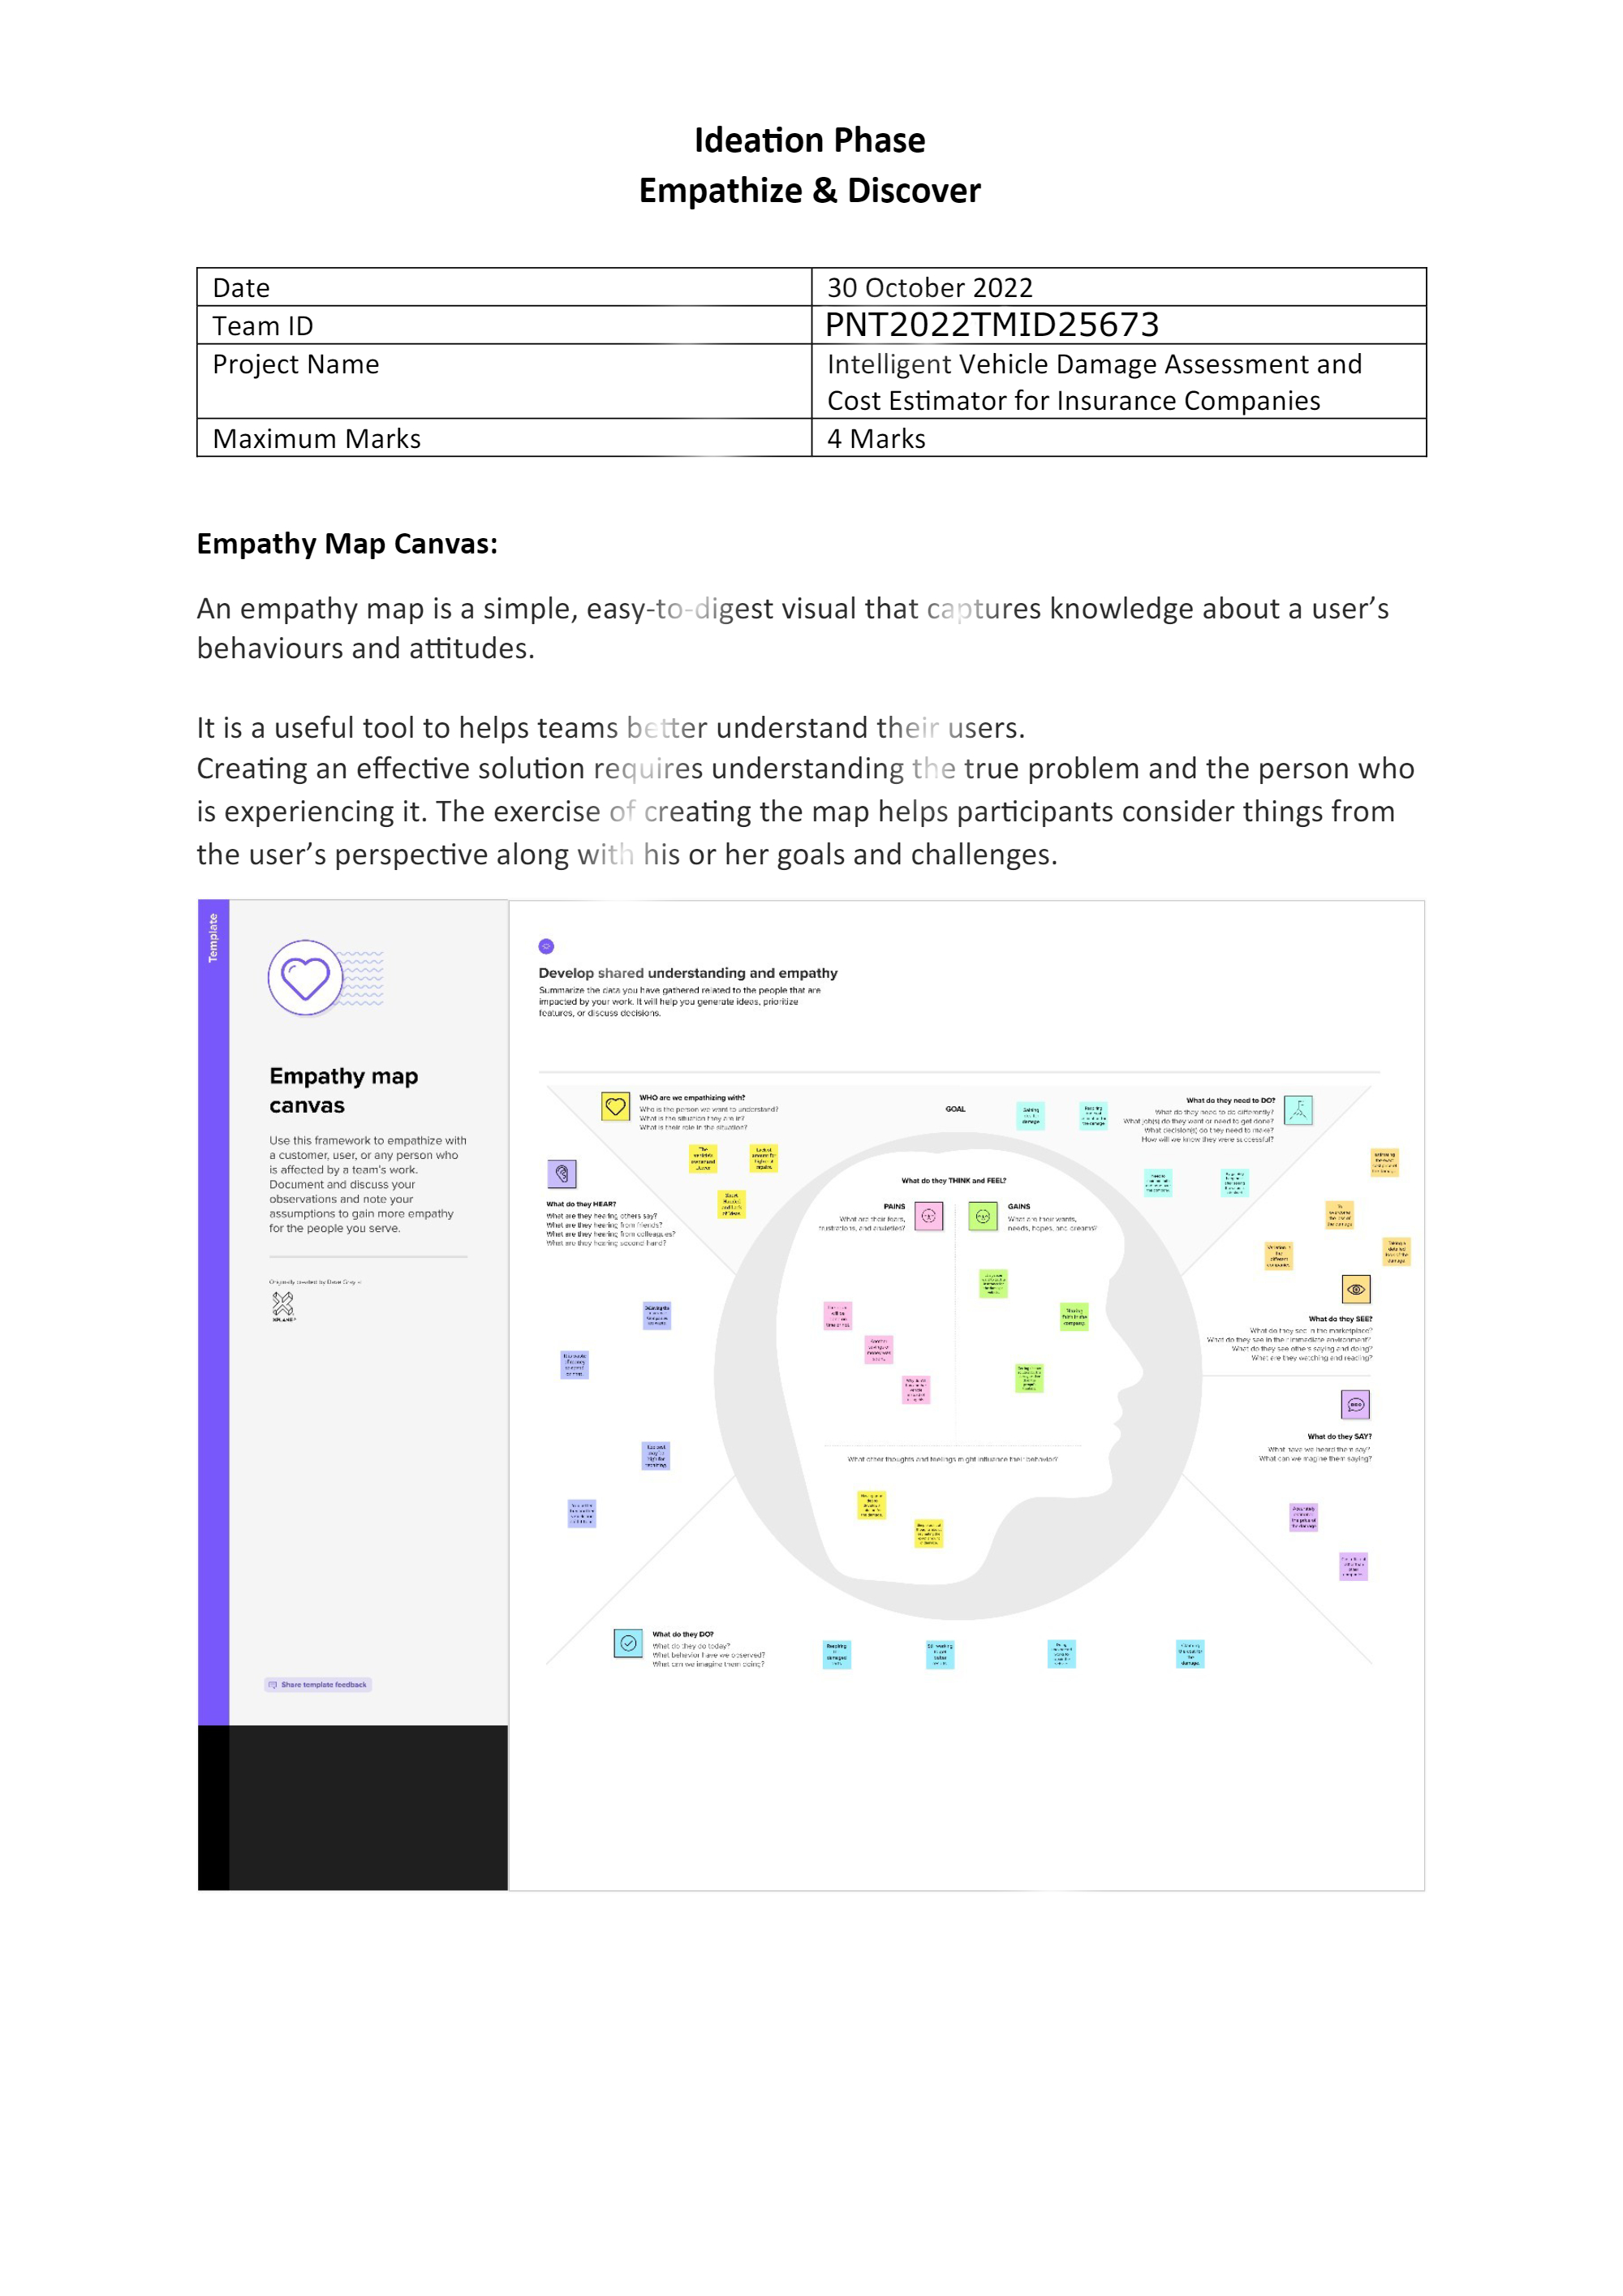 Ideation Phase
Empathize & Discover
Date
30 October 2022
Team ID
PNT2022TMID25673
Project Name
Intelligent Vehicle Damage Assessment and
Cost Estimator for Insurance Companies
Maximum Marks
4 Marks
Empathy Map Canvas:
An empathy map is a simple, easy-to-digest visual that captures knowledge about a user's
behaviours and attitudes.
It is a useful tool to helps teams better understand their users.
Creating an effective solution requires understanding the true problem and the person who
is experiencing it. The exercise of creating the map helps participants consider things from
the user's perspective along with his or her goals and challenges.
Template
Empathy map
canvas
Use this framework to empathize with
a customer, user, or any person who
is affected by a team's work.
Document and discuss your
observations and note your
assumptions to gain more empathy
for the people you serve.
Originally created by Dave Gray at
XPLANE
Share template feedback
Develop shared understanding and empathy
Summarize the data you have gathered related to the people that are
impacted by your work. It will help you generate ideas, prioritize
features, or discuss decisions.
WHO are we empathizing with?
Who is the person we want to understand?
What is the situation they are in?
What is their role in the situation?
GOAL
What do they need to DO?
What do they need to do differently?
What job(s) do they want or need to get done?
What decision(s) do they need to make?
How will we know they were successful?
What do they HEAR?
What are they hearing others say?
What are they hearing from friends?
What are they hearing from colleagues?
What are they hearing second-hand?
What do they THINK and FEEL?
PAINS
What are their fears,
frustrations, and anxieties?
GAINS
What are their wants,
needs, hopes, and dreams?
What do they SEE?
What do they see in the marketplace?
What do they see in their immediate environment?
What do they see others saying and doing?
What are they watching and reading?
What do they SAY?
What have we heard them say?
What can we imagine them saying?
What other thoughts and feelings might influence their behavior?
What do they DO?
What do they do today?
What behavior have we observed?
What can we imagine them doing?